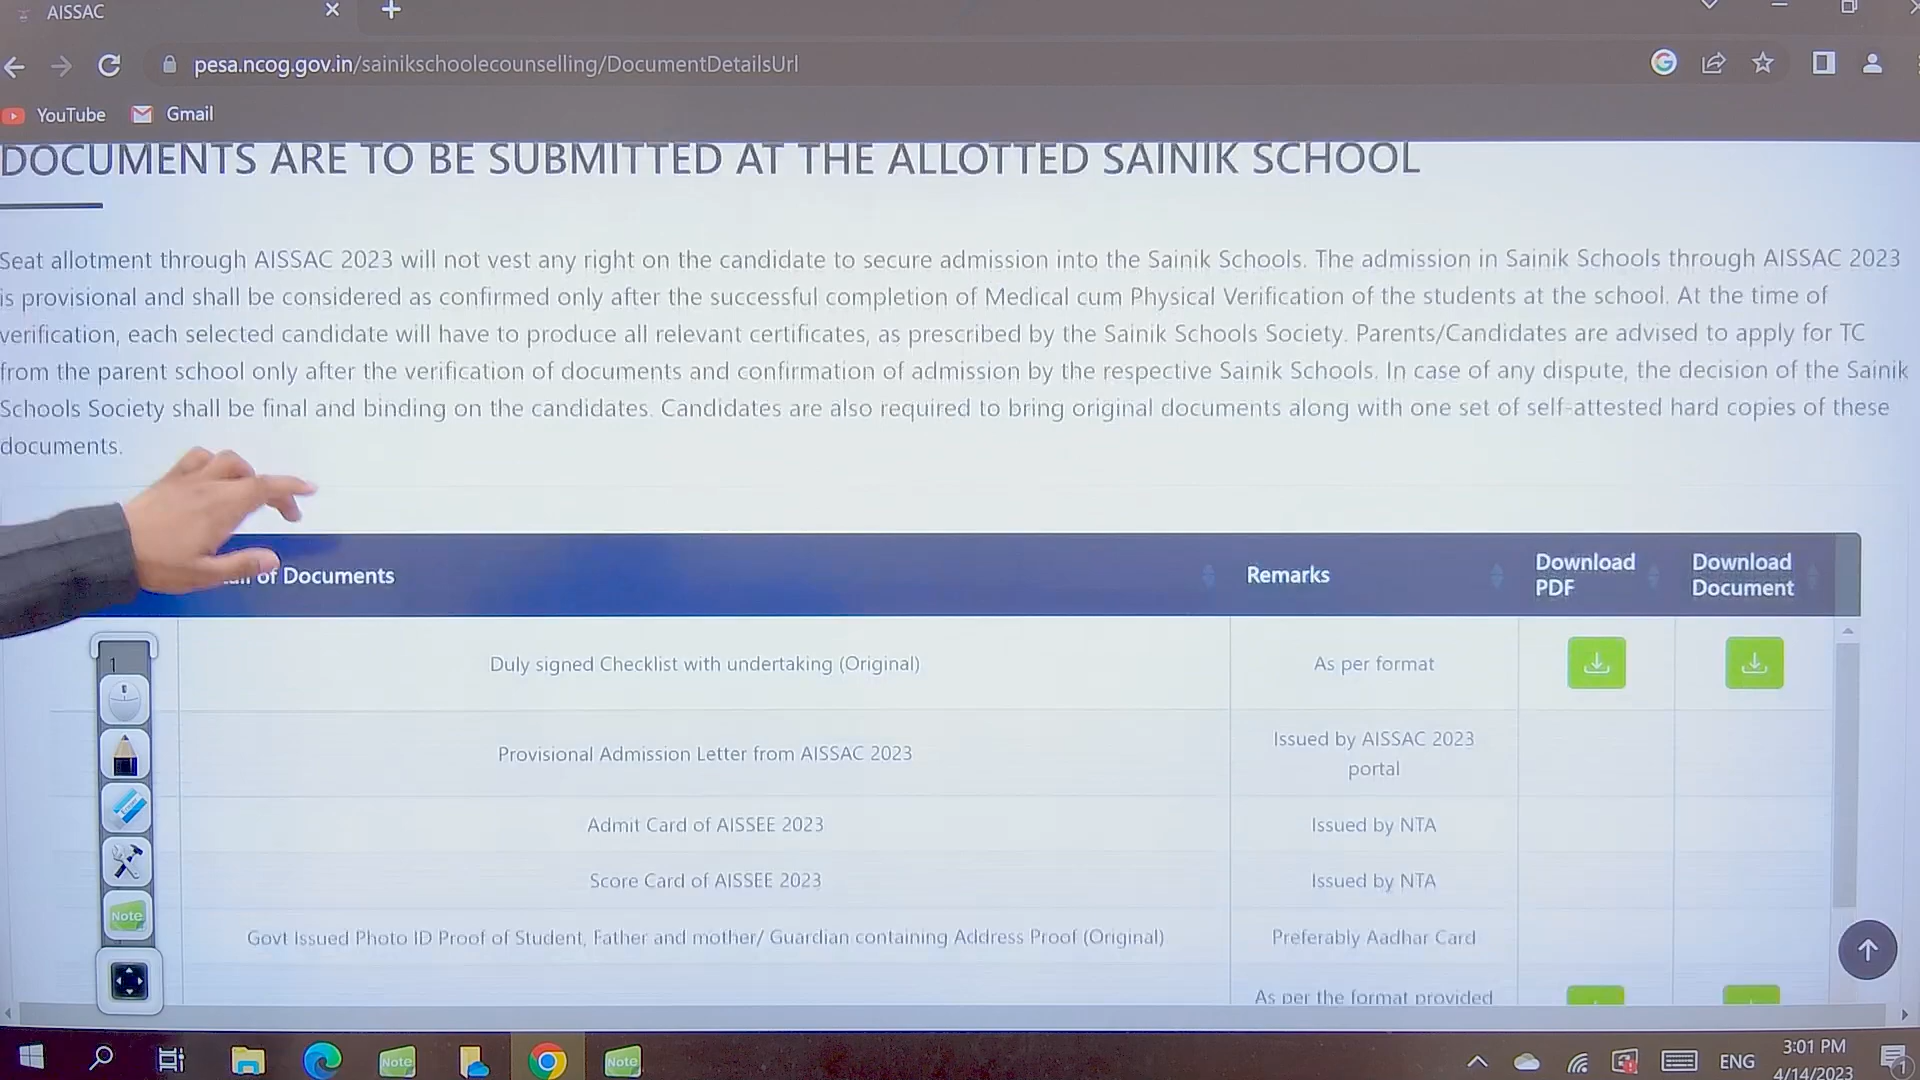 AISSAC
pesa.ncog.gov.in/sainikschoolecounselling/DocumentDetailsUrl
YouTube
Gmail
DOCUMENTS ARE TO BE SUBMITTED AT THE ALLOTTED SAINIK SCHOOL
Seat allotment through AISSAC 2023 will not vest any right on the candidate to secure admission into the Sainik Schools. The admission in Sainik Schools through AISSAC 2023
is provisional and shall be considered as confirmed only after the successful completion of Medical cum Physical Verification of the students at the school. At the time of
verification, each selected candidate will have to produce all relevant certificates, as prescribed by the Sainik Schools Society. Parents/Candidates are advised to apply for TC
from the parent school only after the verification of documents and confirmation of admission by the respective Sainik Schools. In case of any dispute, the decision of the Sainik
Schools Society shall be final and binding on the candidates. Candidates are also required to bring original documents along with one set of self-attested hard copies of these
documents.
of Documents
Remarks
Download
PDF
Download
Document
1
Duly signed Checklist with undertaking (Original)
As per format
Provisional Admission Letter from AISSAC 2023
Issued by AISSAC 2023
portal
Admit Card of AISSEE 2023
Issued by NTA
Score Card of AISSEE 2023
Issued by NTA
Note
Govt Issued Photo ID Proof of Student, Father and mother/ Guardian containing Address Proof (Original)
Preferably Aadhar Card
As per the format provided
Note
Note
ENG
3:01 PM
4/14/2023
1